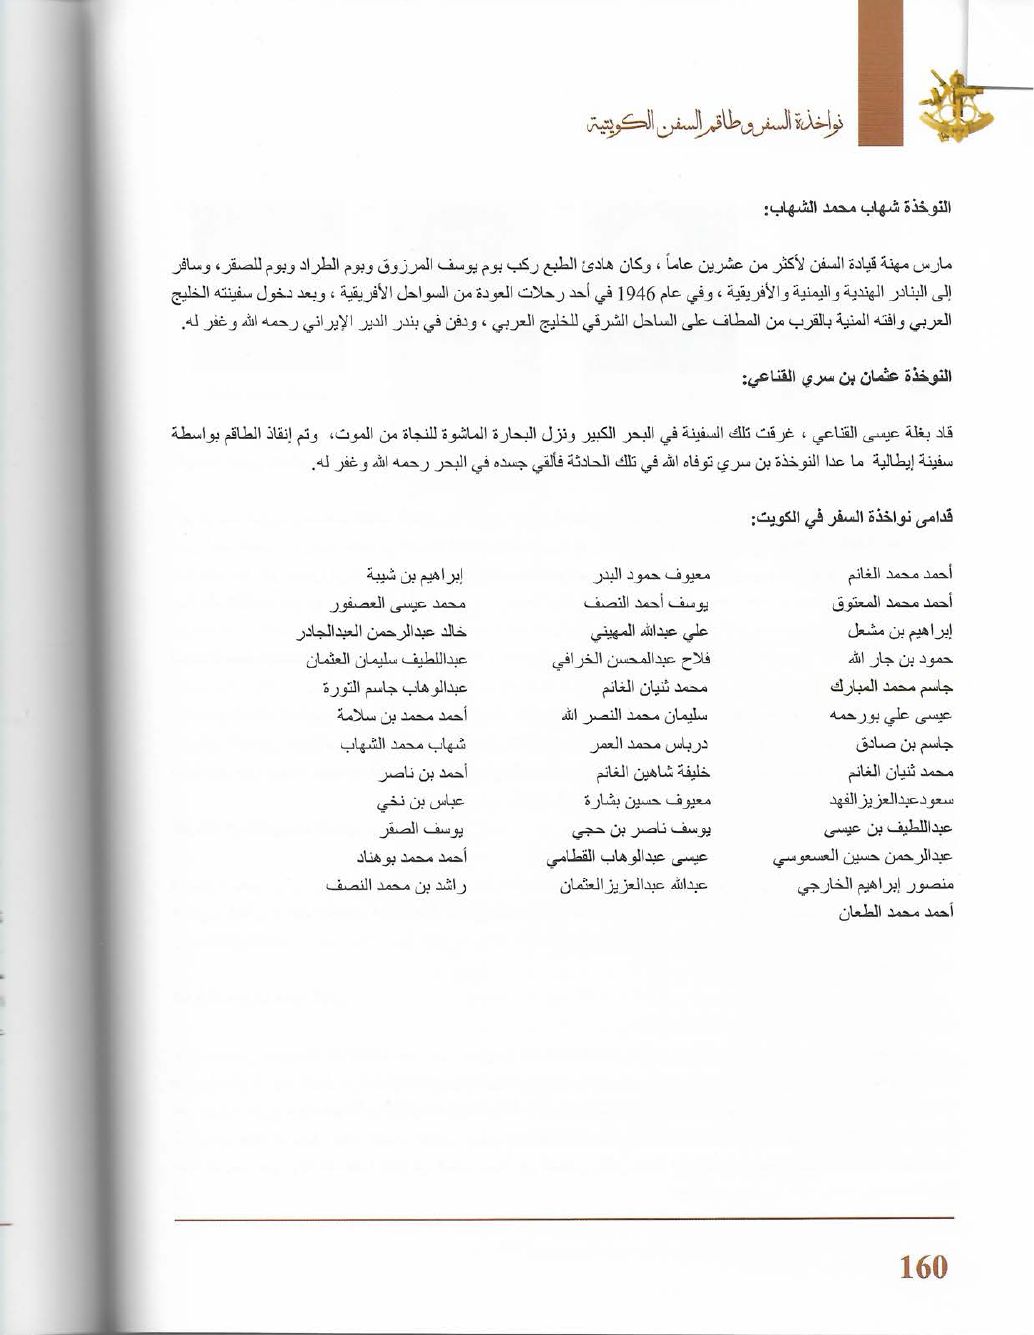 نواخذة السفر وطاقم السفن الكويتية
النوخذة شهاب محمد الشهاب:
مارس مهنة قيادة السفن لأكثر من عشرين عاماً ، وكان هادئ الطبع ركب بوم يوسف المرزوق وبوم الطراد وبوم للصقر، وسافر
إلى البنادر الهندية واليمنية والأفريقية ، وفي عام 1946 في أحد رحلات العودة من السواحل الأفريقية ، وبعد دخول سفينته الخليج
العربي وافته المنية بالقرب من المطاف على الساحل الشرقي للخليج العربي ، ودفن في بندر الدير الإيراني رحمه الله وغفر له.
النوخذة عثمان بن سري القناعي:
قاد بغلة عيسى القناعي ، غرقت تلك السفينة في البحر الكبير ونزل البحارة الماشوة للنجاة من الموت، وتم إنقاذ الطاقم بواسطة
سفينة إيطالية ما عدا النوخذة بن سري توفاه الله في تلك الحادثة فألقي جسده في البحر رحمه الله وغفر له.
قدامى نواخذة السفر في الكويت:
أحمد محمد الغانم معيوف حمود البدر إبراهيم بن شيبة
أحمد محمد المعتوق يوسف أحمد النصف محمد عيسى العصفور
إبراهيم بن مشعل علي عبدالله المهيني خالد عبدالرحمن العبدالجادر
حمود بن جار الله فلاح عبدالمحسن الخرافي عبداللطيف سليمان العثمان
جاسم محمد المبارك محمد ثنيان الغانم عبدالوهاب جاسم التورة
عيسى علي بورحمه سليمان محمد النصر الله أحمد محمد بن سلامة
جاسم بن صادق درباس محمد العمر شهاب محمد الشهاب
محمد ثنيان الغانم خليفة شاهين الغانم أحمد بن ناصر
سعود عبدالعزيز الفهد معيوف حسين بشارة عباس بن نخي
عبداللطيف بن عيسى يوسف ناصر بن حجي يوسف الصقر
عبدالرحمن حسين العسعوسي عيسى عبدالوهاب القطامي أحمد محمد بوهناد
منصور إبراهيم الخارجي عبدالله عبدالعزيز العثمان راشد بن محمد النصف
أحمد محمد الطعان
160